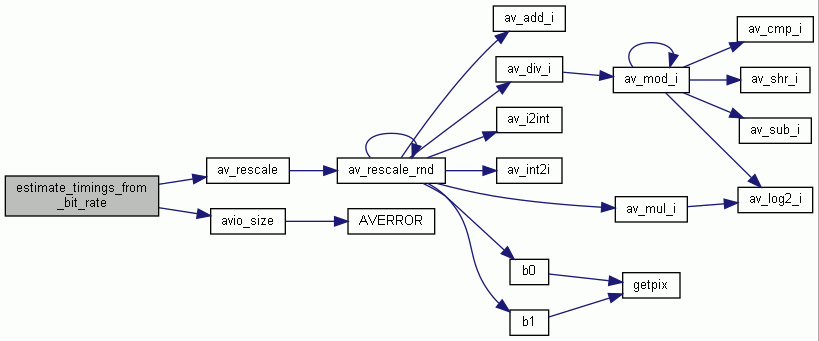 estimate_timings_from
_bit_rate
av_rescale
avio_size
av_rescale_rnd
AVERROR
av_add_i
av_div_i
av_i2int
av_int2i
av_mod_i
av_mul_i
b0
b1
getpix
av_cmp_i
av_shr_i
av_sub_i
av_log2_i